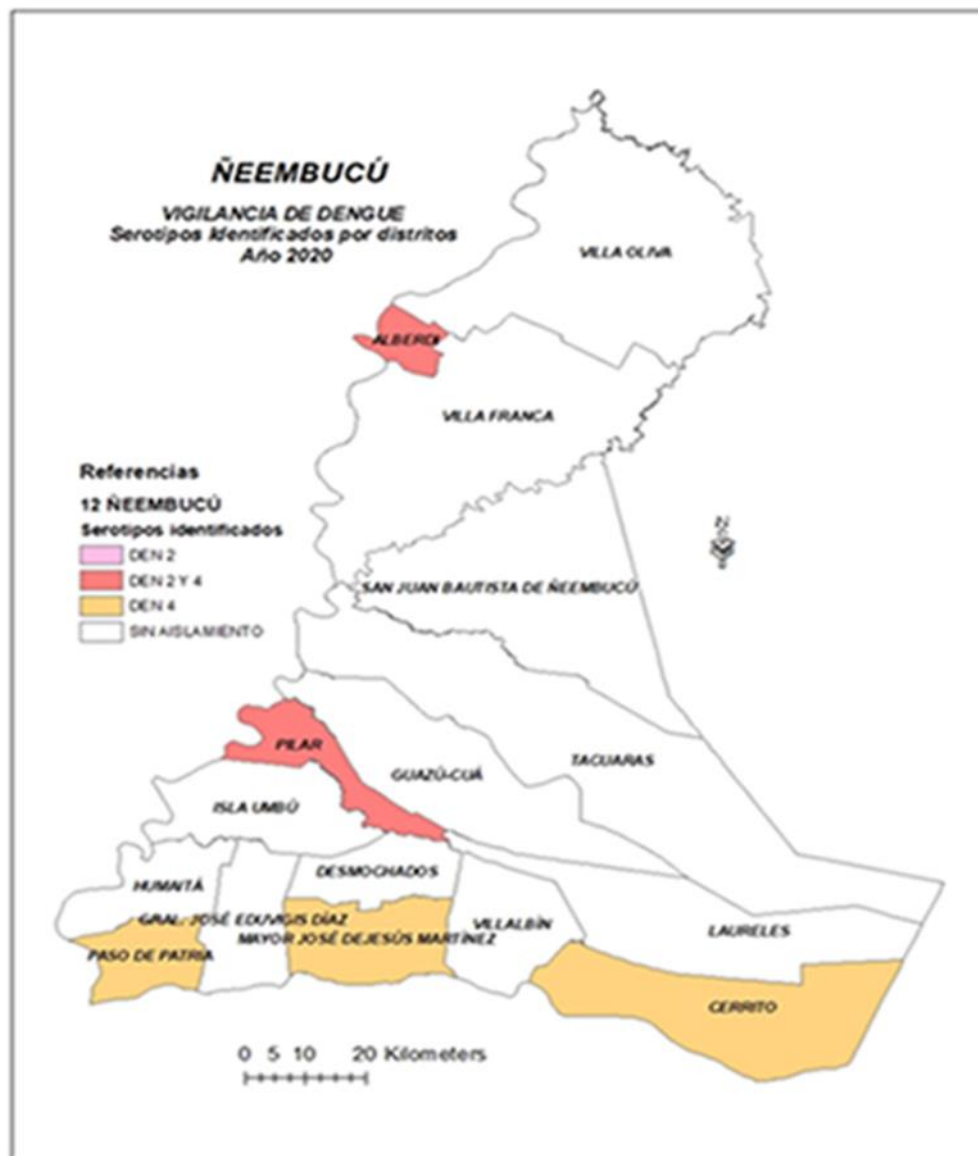 ÑEEMBUCÚ
VIGILANCIA DE DENGUE
Serotipos Identificados por distritos
Año 2020
VILLA OLIVA
ALBERDI
VILLA FRANCA
Referencias
12 ÑEEMBUCÚ
Serotipos identificados
DEN 2
DEN 2 Y 4
DEN 4
SIN AISLAMIENTO
N
SAN JUAN BAUTISTA DE ÑEEMBUCÚ
PILAR
GUAZÚ-CUÁ
TACUARAS
ISLA UMBÚ
DESMOCHADOS
HUMAITÁ
GRAL. JOSÉ EDUVIGIS DÍAZ
VILLALBÍN
LAURELES
MAYOR JOSÉ DEJESÚS MARTÍNEZ
PASO DE PATRIA
CERRITO
0 5 10 20 Kilometers